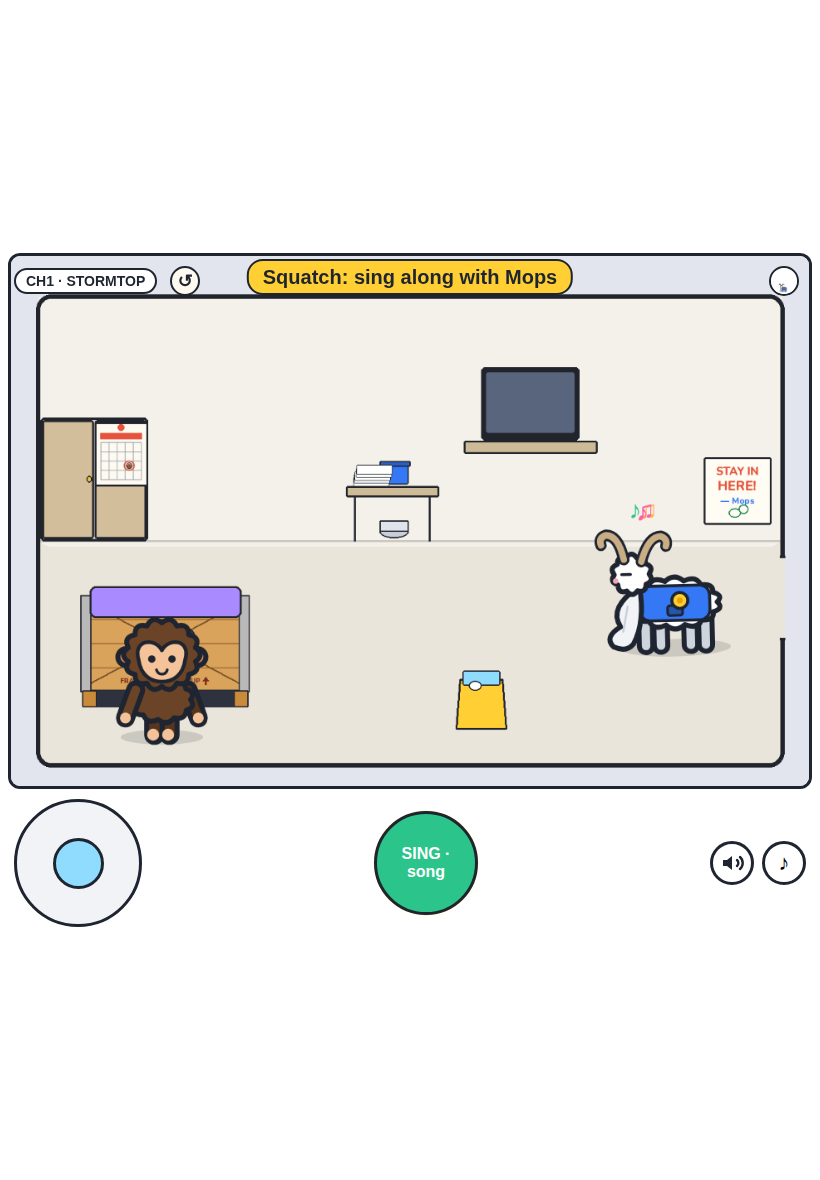 Squatch: sing along with Mops
CH1 · STORMTOP
STAY IN
HERE!
— Mops
SING ·
song